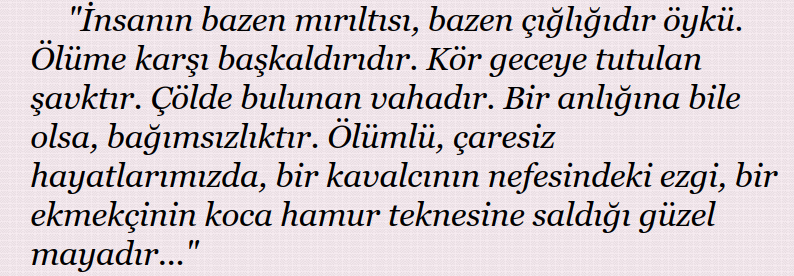 "İnsanın bazen mırıltısı, bazen çığlığıdır öykü.
Ölüme karşı başkaldırıdır. Kör geceye tutulan
şavktır. Çölde bulunan vahadır. Bir anlığına bile
olsa, bağımsızlıktır. Ölümlü, çaresiz
hayatlarımızda, bir kavalcının nefesindeki ezgi, bir
ekmekçinin koca hamur teknesine saldığı güzel
mayadır..."